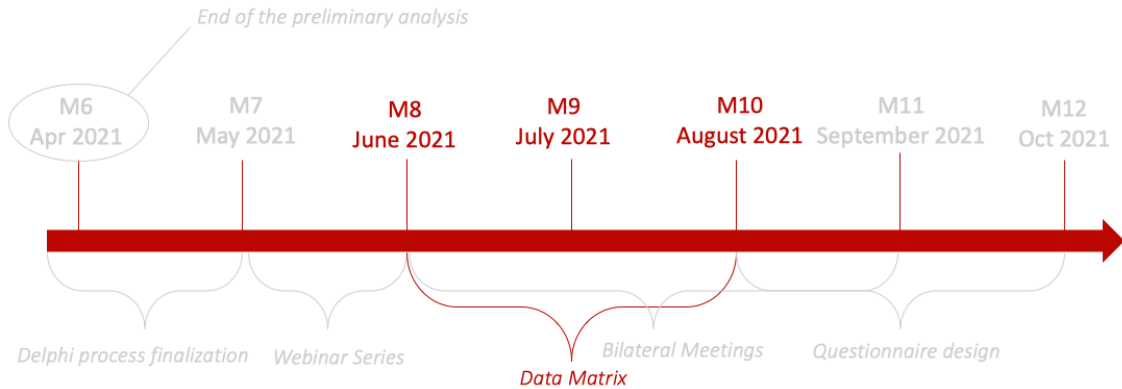 End of the preliminary analysis
M6
Apr 2021
M7
May 2021
M8
June 2021
M9
July 2021
M10
August 2021
M11
September 2021
M12
Oct 2021
Delphi process finalization
Webinar Series
Data Matrix
Bilateral Meetings
Questionnaire design